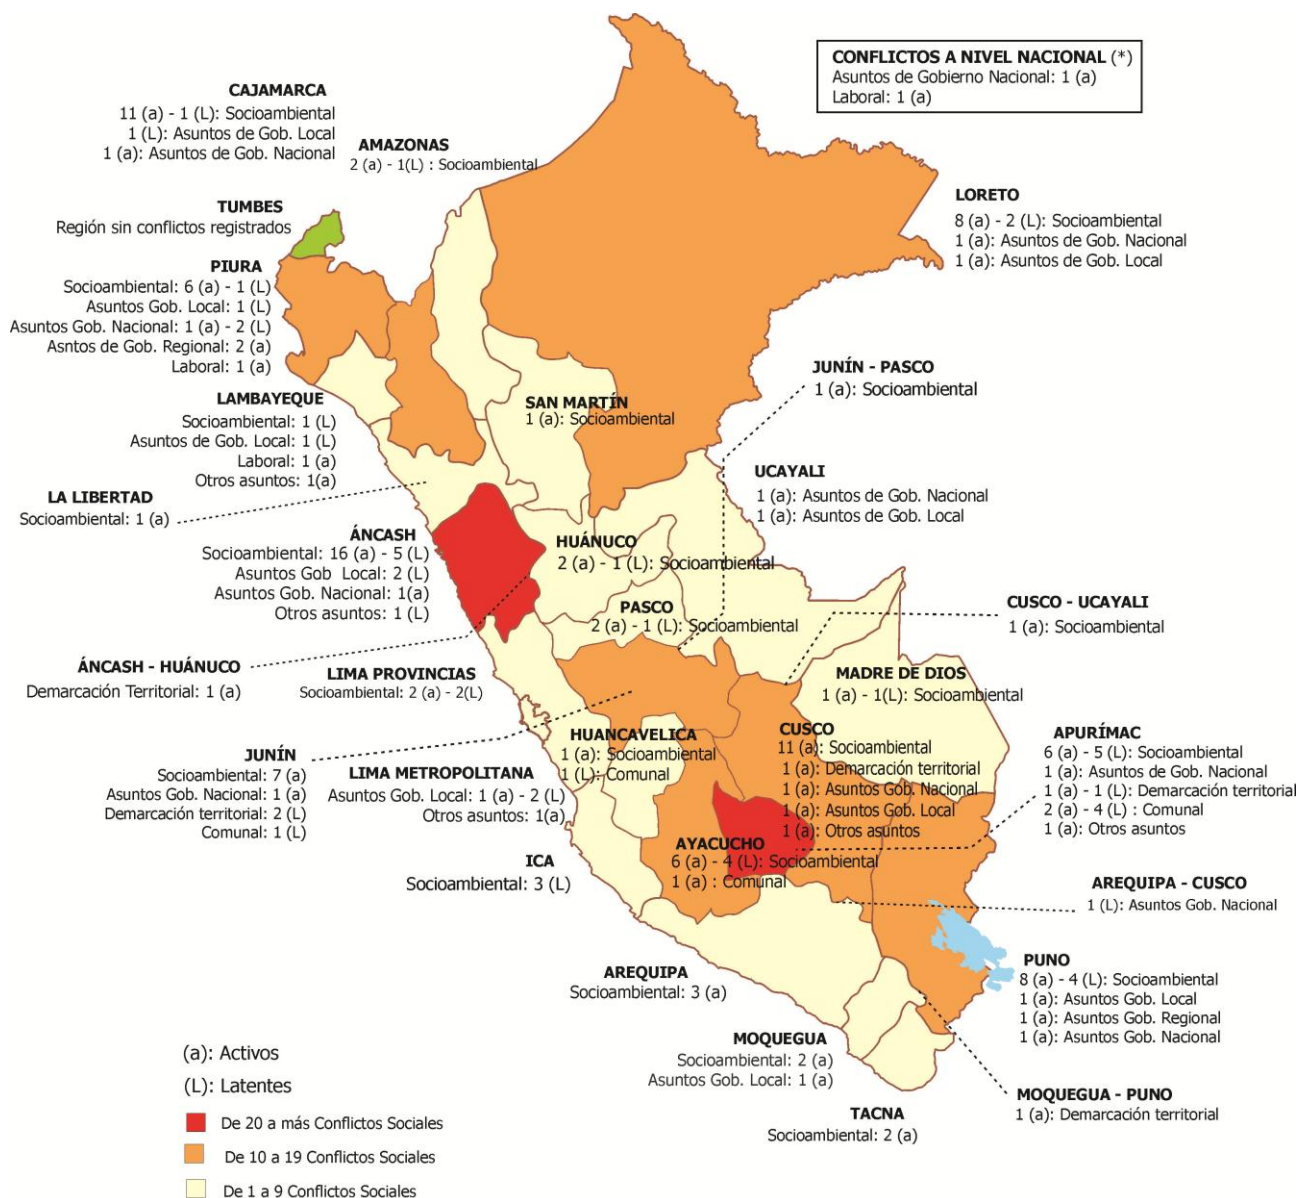 CONFLICTOS A NIVEL NACIONAL (*)
Asuntos de Gobierno Nacional: 1 (a)
Laboral: 1 (a)
CAJAMARCA
11 (a) - 1 (L): Socioambiental
1 (L): Asuntos de Gob. Local
1 (a): Asuntos de Gob. Nacional
AMAZONAS
2 (a) - 1(L) : Socioambiental
TUMBES
Región sin conflictos registrados
LORETO
8 (a) - 2 (L): Socioambiental
1 (a): Asuntos de Gob. Nacional
1 (a): Asuntos de Gob. Local
PIURA
Socioambiental: 6 (a) - 1 (L)
Asuntos Gob. Local: 1 (L)
Asuntos Gob. Nacional: 1 (a) - 2 (L)
Asntos de Gob. Regional: 2 (a)
Laboral: 1 (a)
JUNÍN - PASCO
1 (a): Socioambiental
LAMBAYEQUE
Socioambiental: 1 (L)
Asuntos de Gob. Local: 1 (L)
Laboral: 1 (a)
Otros asuntos: 1(a)
SAN MARTÍN
1 (a): Socioambiental
UCAYALI
1 (a): Asuntos de Gob. Nacional
1 (a): Asuntos de Gob. Local
LA LIBERTAD
Socioambiental: 1 (a)
ÁNCASH
Socioambiental: 16 (a) - 5 (L)
Asuntos Gob Local: 2 (L)
Asuntos Gob. Nacional: 1(a)
Otros asuntos: 1 (L)
HUÁNUCO
2 (a) - 1 (L): Socioambiental
PASCO
2 (a) - 1 (L): Socioambiental
CUSCO - UCAYALI
1 (a): Socioambiental
ÁNCASH - HUÁNUCO
Demarcación Territorial: 1 (a)
LIMA PROVINCIAS
Socioambiental: 2 (a) - 2(L)
MADRE DE DIOS
1 (a) - 1(L): Socioambiental
JUNÍN
Socioambiental: 7 (a)
Asuntos Gob. Nacional: 1 (a)
Demarcación territorial: 2 (L)
Comunal: 1 (L)
HUANCAVELICA
1 (a): Socioambiental
1 (L): Comunal
CUSCO
11 (a): Socioambiental
1 (a): Demarcación territorial
1 (a): Asuntos Gob. Nacional
1 (a): Asuntos Gob. Local
1 (a): Otros asuntos
APURÍMAC
6 (a) - 5 (L): Socioambiental
1 (a): Asuntos de Gob. Nacional
1 (a) - 1 (L): Demarcación territorial
2 (a) - 4 (L) : Comunal
1 (a): Otros asuntos
LIMA METROPOLITANA
Asuntos Gob. Local: 1 (a) - 2 (L)
Otros asuntos: 1(a)
AYACUCHO
6 (a) - 4 (L): Socioambiental
1 (a) : Comunal
ICA
Socioambiental: 3 (L)
AREQUIPA - CUSCO
1 (L): Asuntos Gob. Nacional
AREQUIPA
Socioambiental: 3 (a)
PUNO
8 (a) - 4 (L): Socioambiental
1 (a): Asuntos Gob. Local
1 (a): Asuntos Gob. Regional
1 (a): Asuntos Gob. Nacional
MOQUEGUA
Socioambiental: 2 (a)
Asuntos Gob. Local: 1 (a)
MOQUEGUA - PUNO
1 (a): Demarcación territorial
TACNA
Socioambiental: 2 (a)
(a): Activos
(L): Latentes
De 20 a más Conflictos Sociales
De 10 a 19 Conflictos Sociales
De 1 a 9 Conflictos Sociales